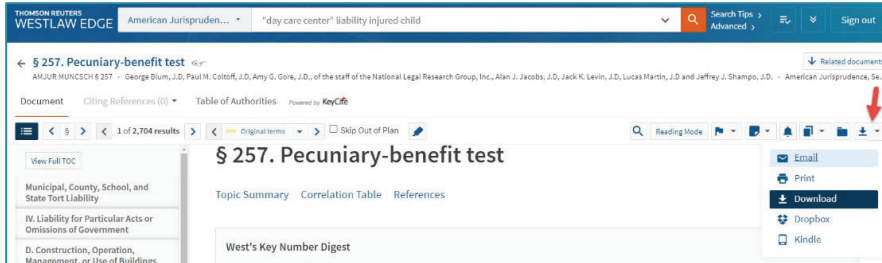 THOMSON REUTERS
WESTLAW EDGE
American Jurispruden...
"day care center" liability injured child
Search Tips
Advanced
Sign out
§ 257. Pecuniary-benefit test
Related documents
AMJUR MUNCSCH § 257 - George Blum, J.D, Paul M. Coltoff, J.D, Amy G. Gore, J.D., of the staff of the National Legal Research Group, Inc., Alan J. Jacobs, J.D, Jack K. Levin, J.D, Lucas Martin, J.D and Jeffrey J. Shampo, J.D. - American Jurisprudence, Se...
Document Citing References (0) Table of Authorities Powered by KeyCite
§ 1 of 2,704 results Original terms Skip Out of Plan Reading Mode
View Full TOC
Municipal, County, School, and
State Tort Liability
IV. Liability for Particular Acts or
Omissions of Government
D. Construction, Operation,
Management, or Use of Buildings
§ 257. Pecuniary-benefit test
Topic Summary Correlation Table References
West's Key Number Digest
Email
Print
Download
Dropbox
Kindle